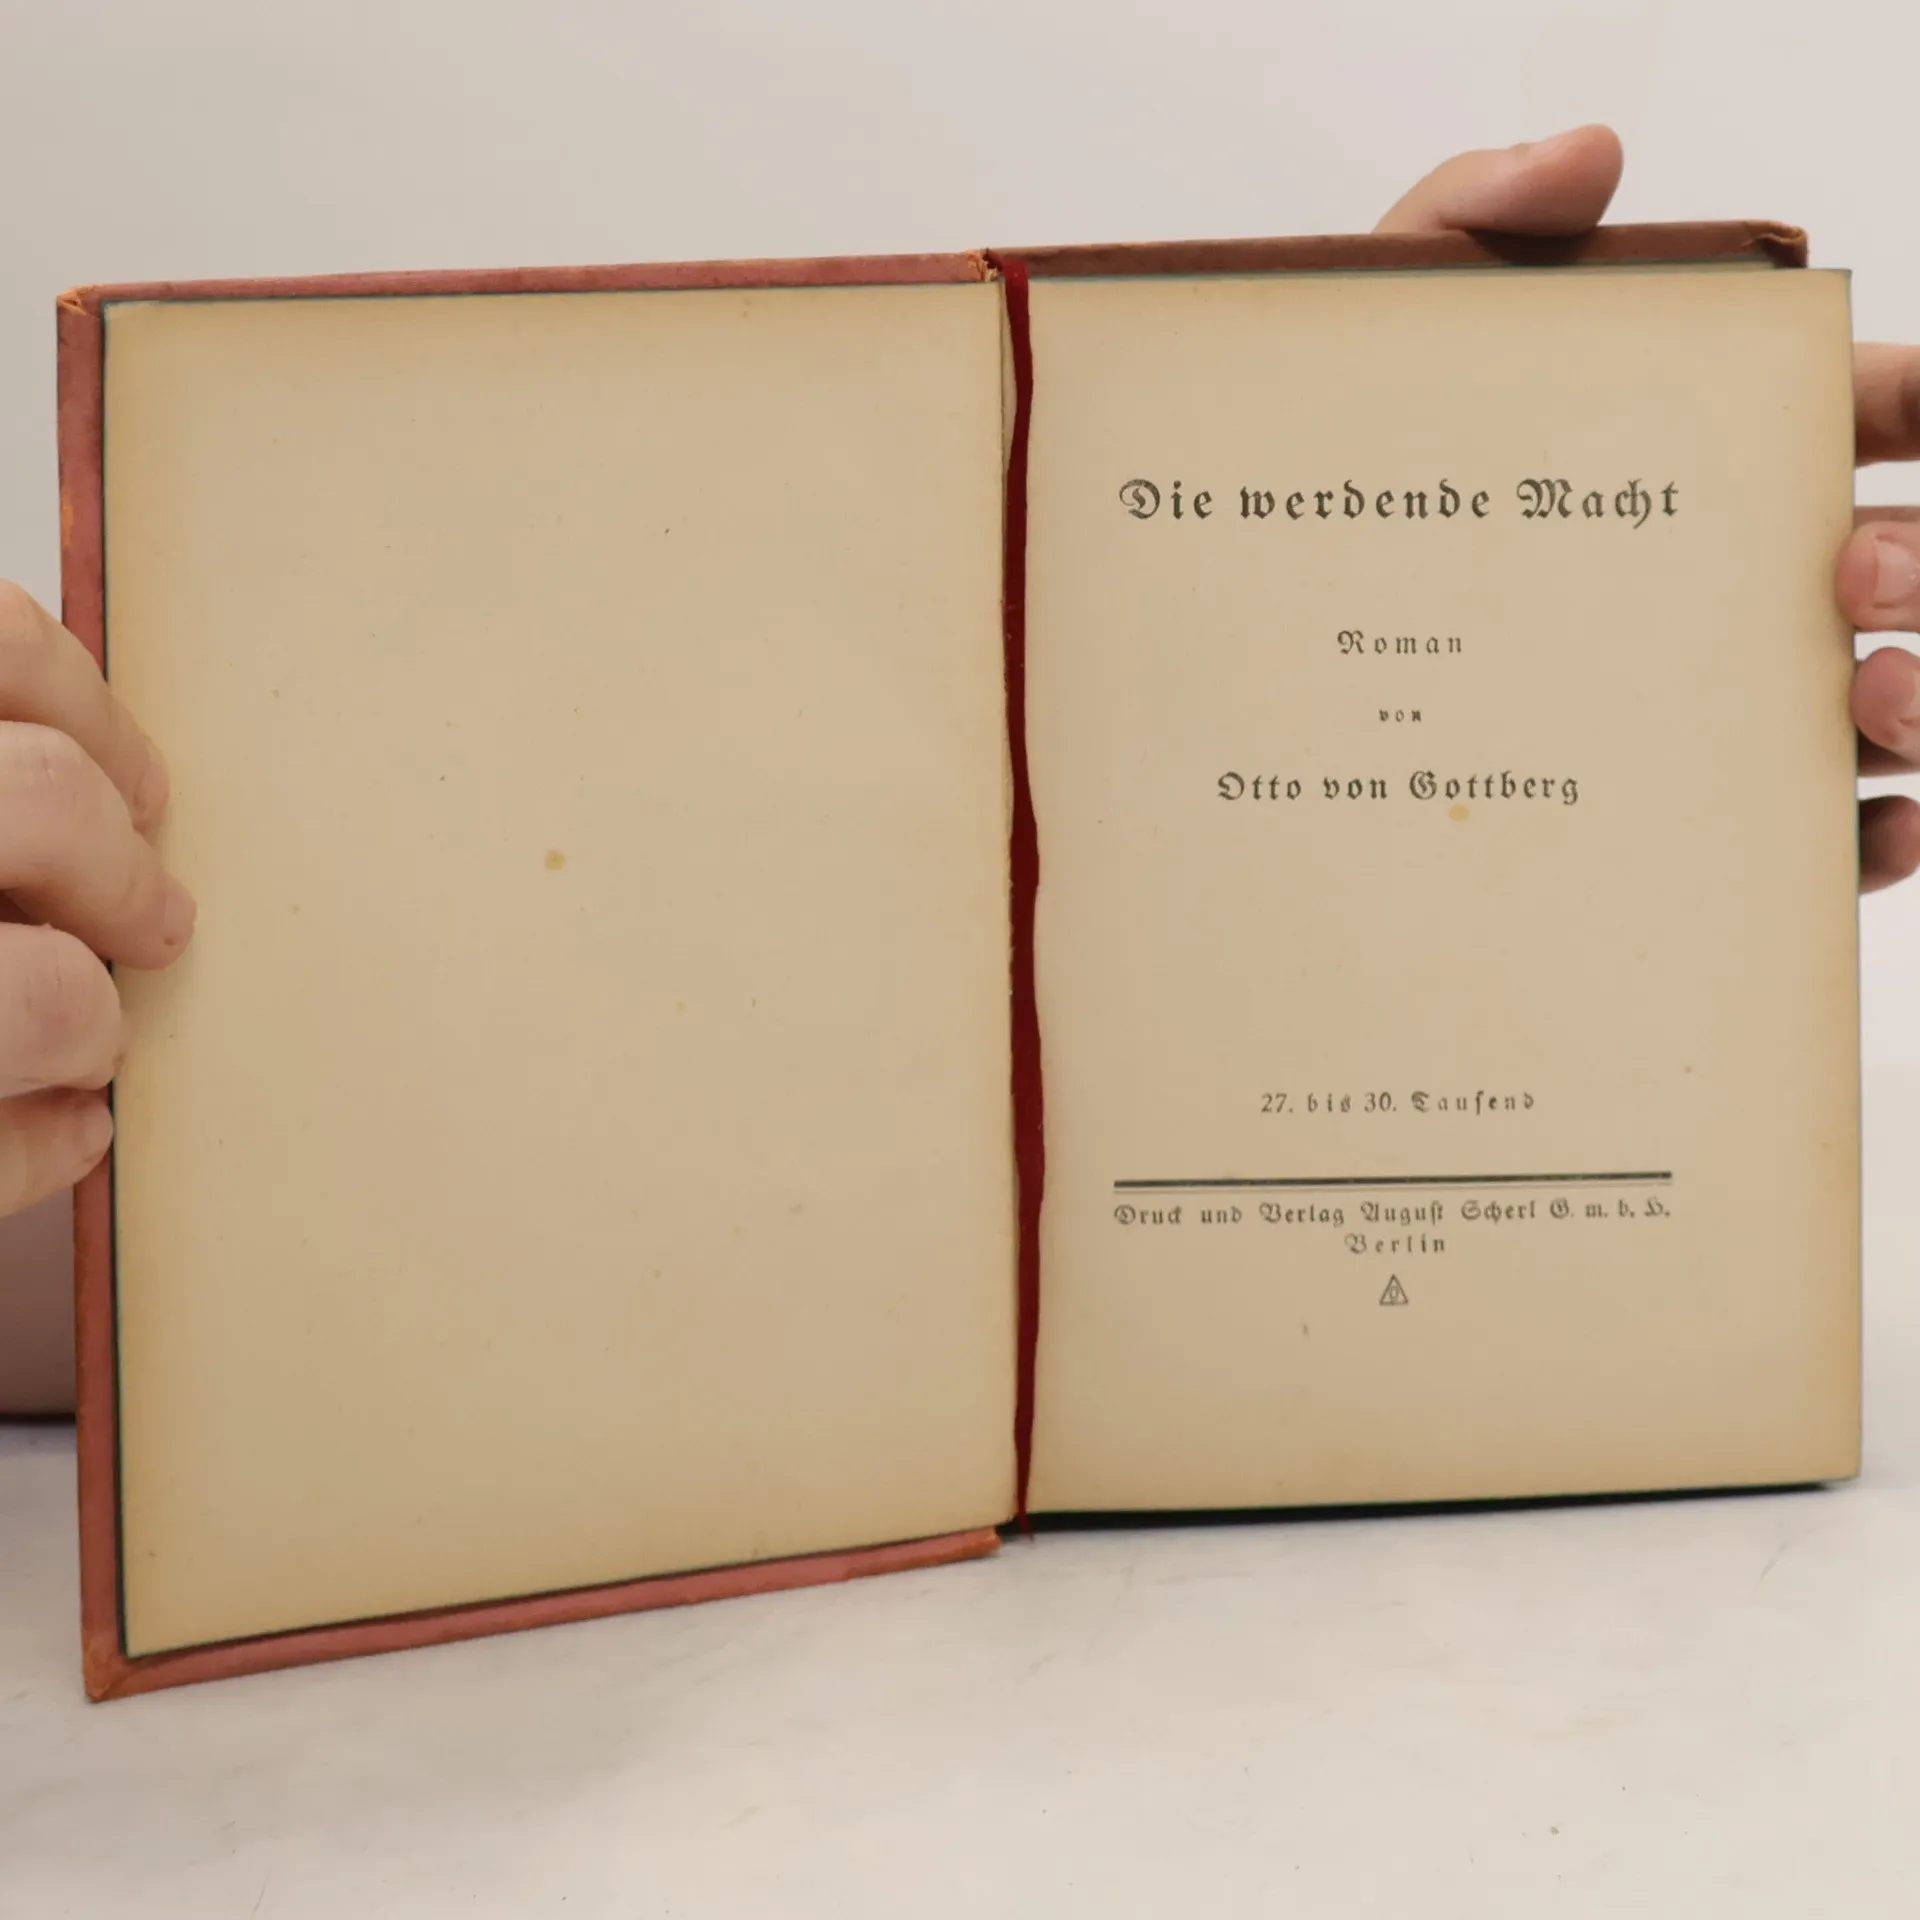 Die werdende Macht
Roman
von
Otto von Gottberg
27. bis 30. Tauſend
Druck und Verlag Auguſt Scherl G. m. b. H.
Berlin